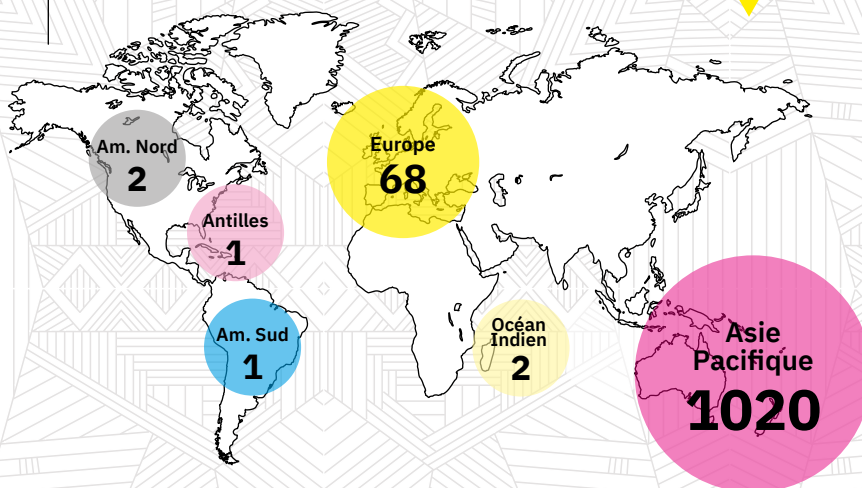 Am. Nord
2
Antilles
1
Am. Sud
1
Europe
68
Océan
Indien
2
Asie
Pacifique
1020